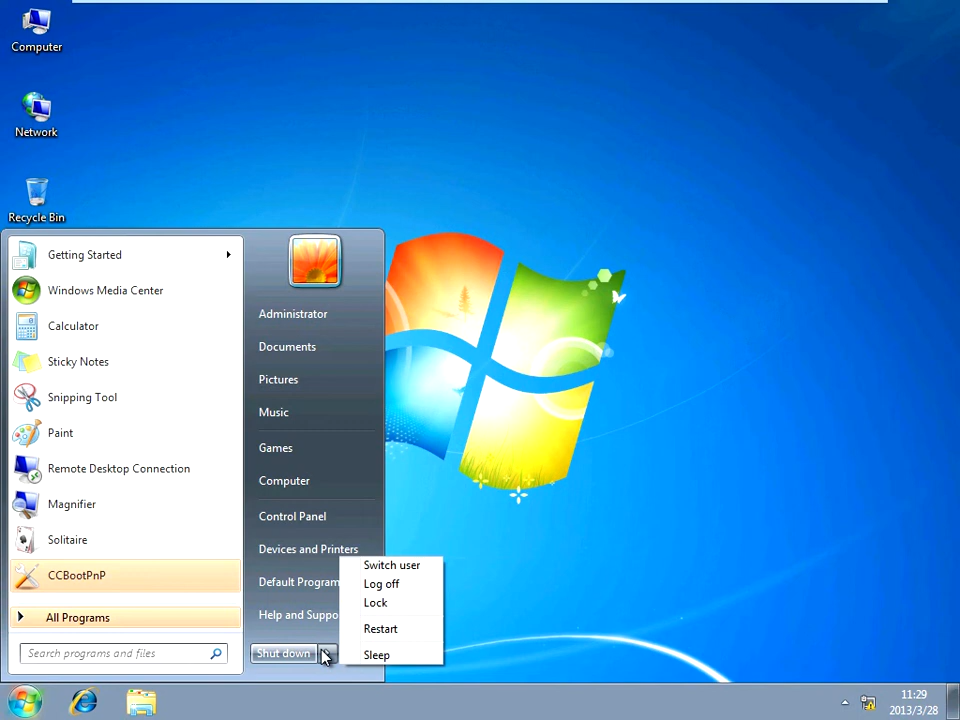 Computer
Network
Recycle Bin
Getting Started
Windows Media Center
Calculator
Sticky Notes
Snipping Tool
Paint
Remote Desktop Connection
Magnifier
Solitaire
CCBootPnP
All Programs
Search programs and files
Administrator
Documents
Pictures
Music
Games
Computer
Control Panel
Devices and Printers
Default Program
Help and Suppo
Shut down
Switch user
Log off
Lock
Restart
Sleep
11:29
2013/3/28